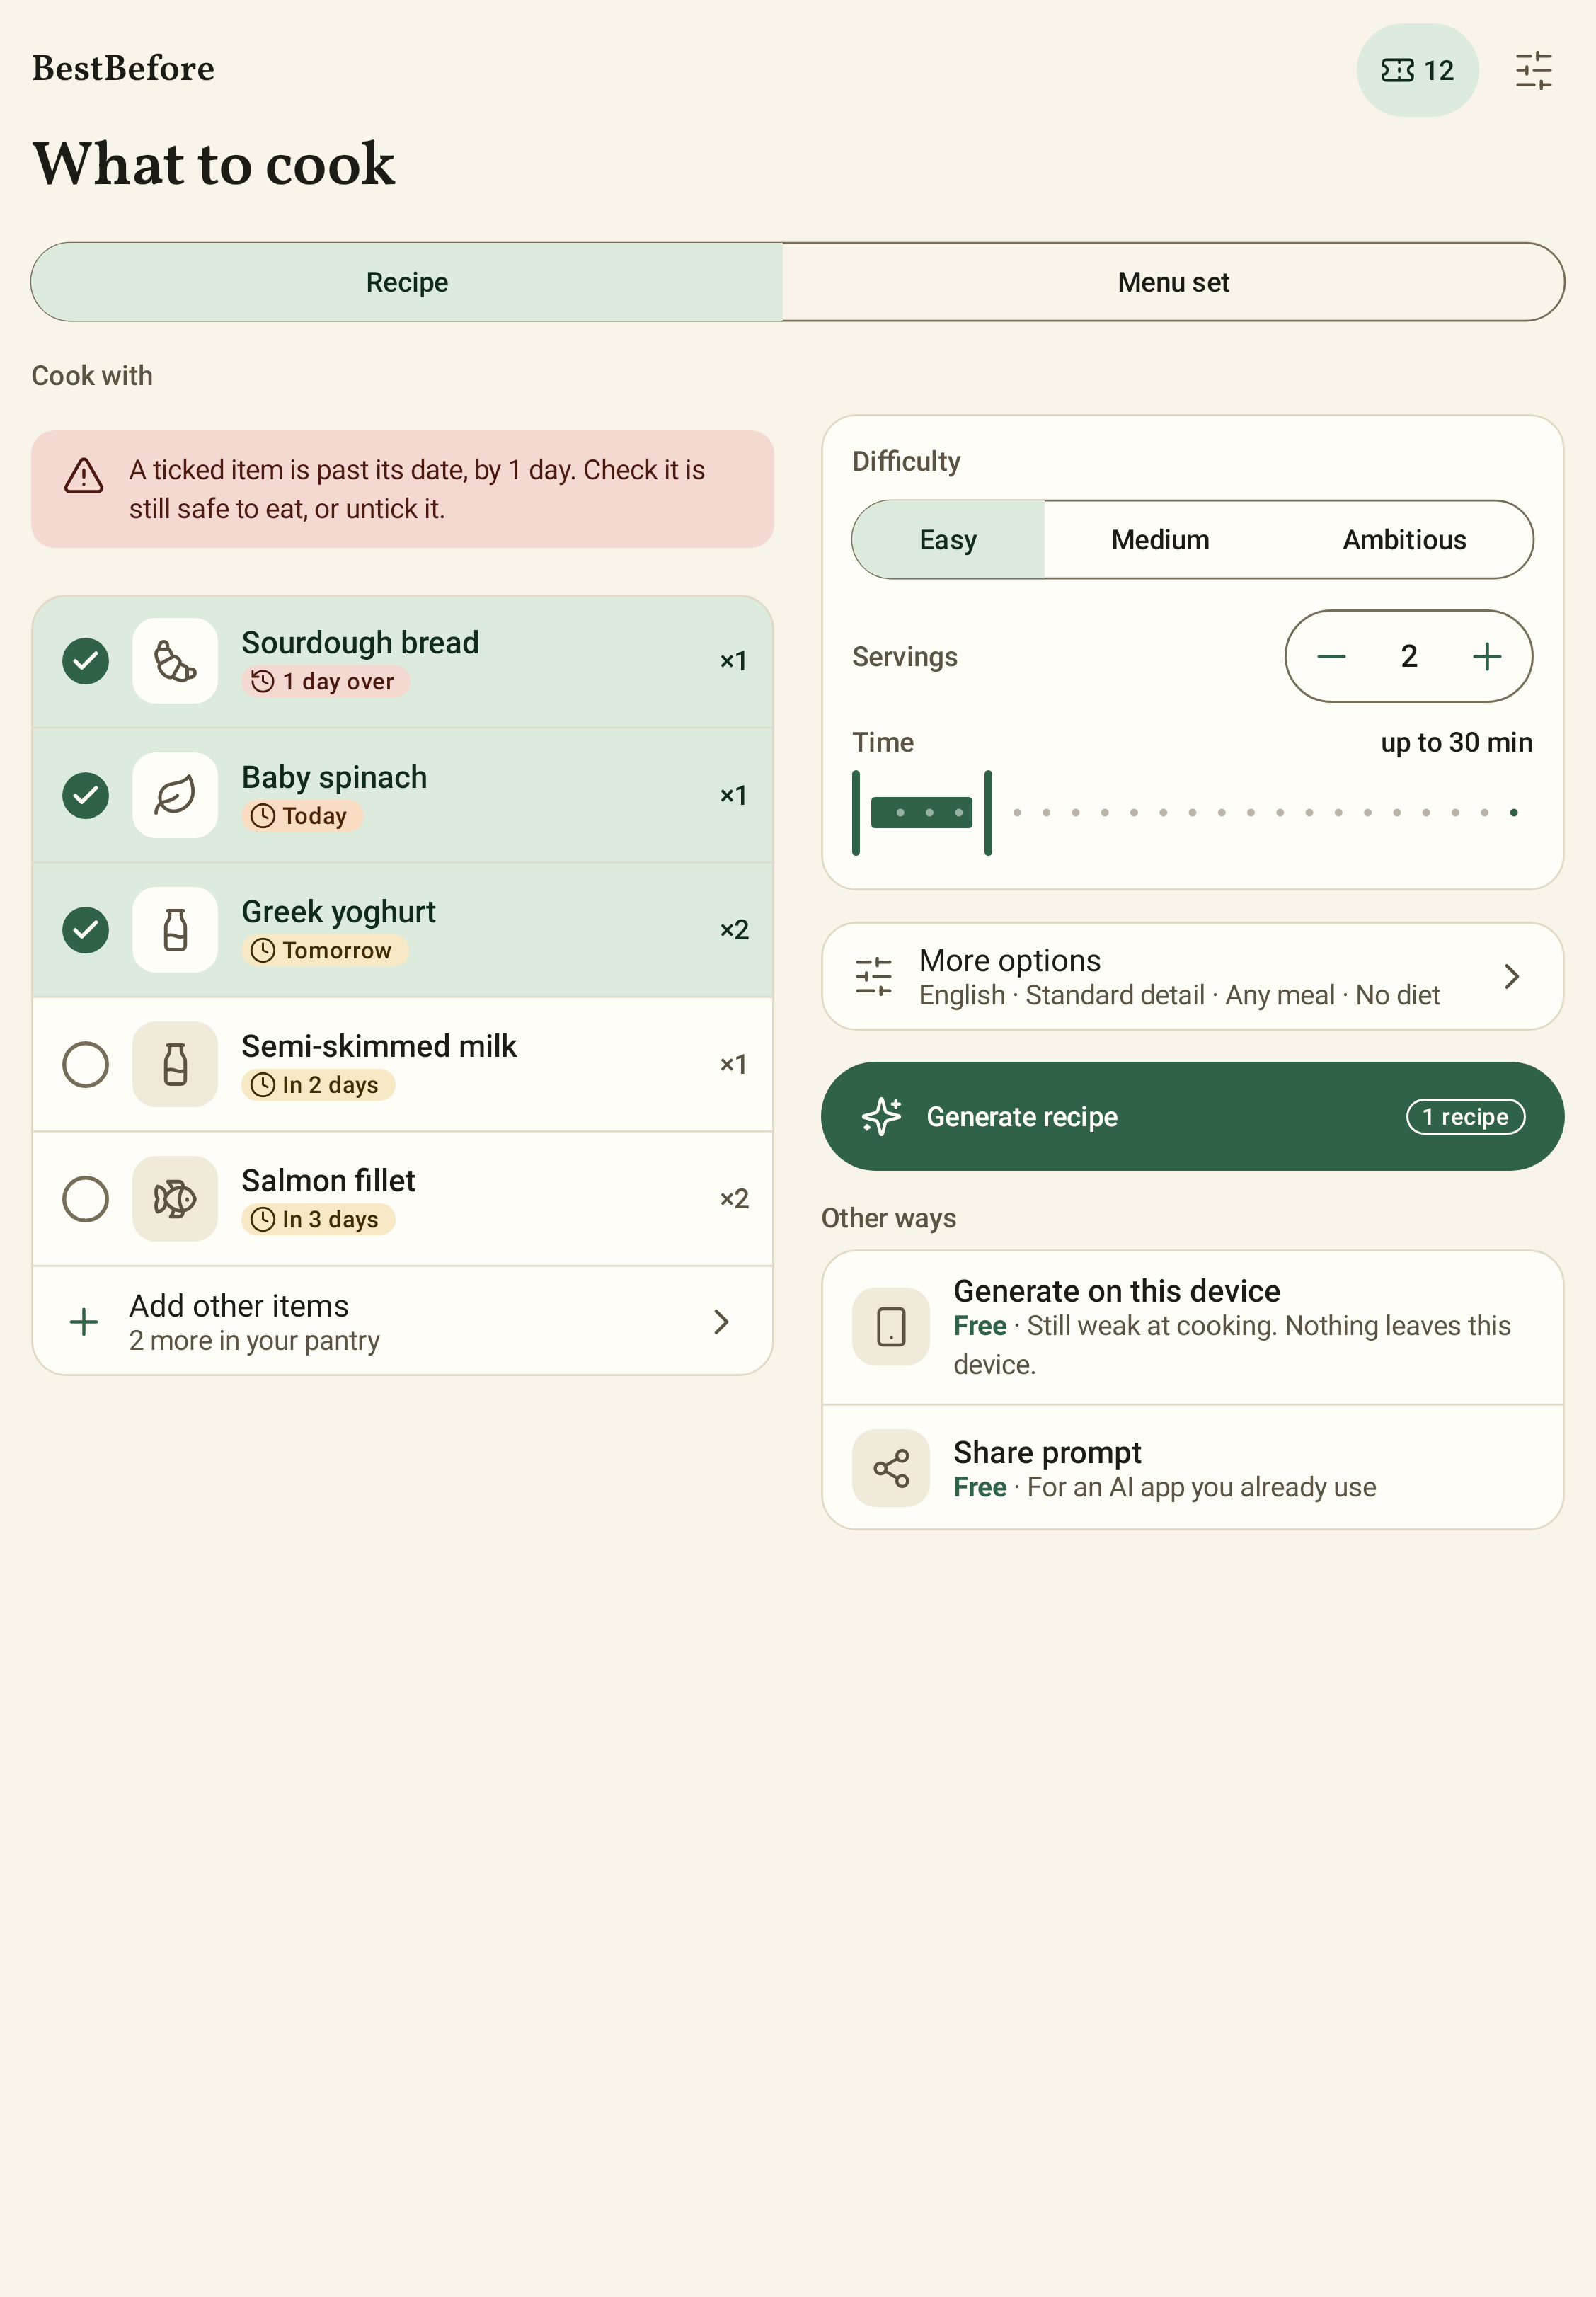 BestBefore
12
What to cook
Recipe
Menu set
Cook with
A ticked item is past its date, by 1 day. Check it is
still safe to eat, or untick it.
Sourdough bread
1 day over
×1
Baby spinach
Today
×1
Greek yoghurt
Tomorrow
×2
Semi-skimmed milk
In 2 days
×1
Salmon fillet
In 3 days
×2
Add other items
2 more in your pantry
Difficulty
Easy
Medium
Ambitious
Servings
2
Time
up to 30 min
More options
English · Standard detail · Any meal · No diet
Generate recipe
1 recipe
Other ways
Generate on this device
Free · Still weak at cooking. Nothing leaves this
device.
Share prompt
Free · For an AI app you already use